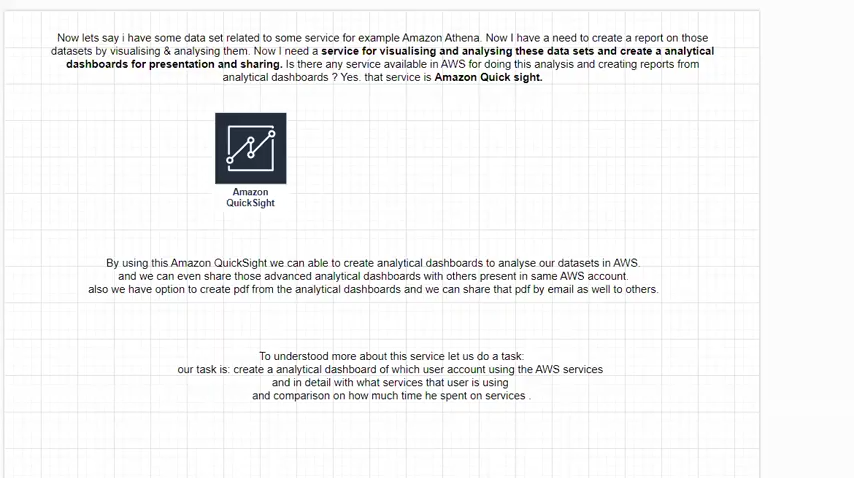 Now lets say i have some data set related to some service for example Amazon Athena. Now I have a need to create a report on those
datasets by visualising & analysing them. Now I need a service for visualising and analysing these data sets and create a analytical
dashboards for presentation and sharing. Is there any service available in AWS for doing this analysis and creating reports from
analytical dashboards ? Yes. that service is Amazon Quick sight.
Amazon
QuickSight
By using this Amazon QuickSight we can able to create analytical dashboards to analyse our datasets in AWS.
and we can even share those advanced analytical dashboards with others present in same AWS account.
also we have option to create pdf from the analytical dashboards and we can share that pdf by email as well to others.
To understood more about this service let us do a task:
our task is: create a analytical dashboard of which user account using the AWS services
and in detail with what services that user is using
and comparison on how much time he spent on services .